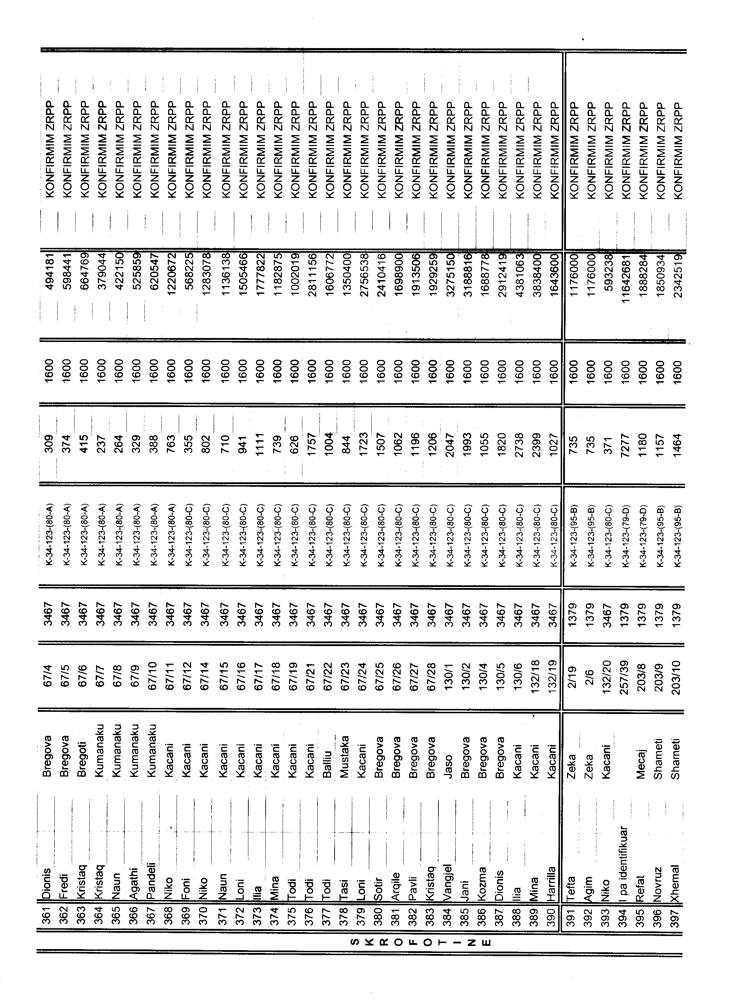 361 Dionis Bregova 67/4 3467 K-34-123-(80-A) 309 1600 494181 KONFIRMIM ZRPP
362 Fredi Bregova 67/5 3467 K-34-123-(80-A) 374 1600 598441 KONFIRMIM ZRPP
363 Kristaq Bregoti 67/6 3467 K-34-123-(80-A) 415 1600 664769 KONFIRMIM ZRPP
364 Kristaq Kumanaku 67/7 3467 K-34-123-(80-A) 237 1600 379044 KONFIRMIM ZRPP
365 Naun Kumanaku 67/8 3467 K-34-123-(80-A) 264 1600 422150 KONFIRMIM ZRPP
366 Agathi Kumanaku 67/9 3467 K-34-123-(80-A) 329 1600 525859 KONFIRMIM ZRPP
367 Pandeli Kumanaku 67/10 3467 K-34-123-(80-A) 388 1600 620547 KONFIRMIM ZRPP
368 Niko Kacani 67/11 3467 K-34-123-(80-A) 763 1600 1220672 KONFIRMIM ZRPP
369 Foni Kacani 67/12 3467 K-34-123-(80-C) 355 1600 568225 KONFIRMIM ZRPP
370 Niko Kacani 67/14 3467 K-34-123-(80-C) 802 1600 1283078 KONFIRMIM ZRPP
371 Naun Kacani 67/15 3467 K-34-123-(80-C) 710 1600 1136138 KONFIRMIM ZRPP
372 Loni Kacani 67/16 3467 K-34-123-(80-C) 941 1600 1505466 KONFIRMIM ZRPP
373 Ilia Kacani 67/17 3467 K-34-123-(80-C) 1111 1600 1777822 KONFIRMIM ZRPP
374 Mina Kacani 67/18 3467 K-34-123-(80-C) 739 1600 1182875 KONFIRMIM ZRPP
375 Todi Kacani 67/19 3467 K-34-123-(80-C) 626 1600 1002019 KONFIRMIM ZRPP
376 Todi Kacani 67/21 3467 K-34-123-(80-C) 1757 1600 2811156 KONFIRMIM ZRPP
377 Todi Balliu 67/22 3467 K-34-123-(80-C) 1004 1600 1606772 KONFIRMIM ZRPP
378 Tasi Mustaka 67/23 3467 K-34-123-(80-C) 844 1600 1350400 KONFIRMIM ZRPP
379 Loni Kacani 67/24 3467 K-34-123-(80-C) 1723 1600 2756538 KONFIRMIM ZRPP
380 Sotir Bregova 67/25 3467 K-34-123-(80-C) 1507 1600 2410416 KONFIRMIM ZRPP
381 Arqile Bregova 67/26 3467 K-34-123-(80-C) 1062 1600 1698900 KONFIRMIM ZRPP
382 Pavli Bregova 67/27 3467 K-34-123-(80-C) 1196 1600 1913506 KONFIRMIM ZRPP
383 Kristaq Bregova 67/28 3467 K-34-123-(80-C) 1206 1600 1929259 KONFIRMIM ZRPP
384 Vangjel Jaso 130/1 3467 K-34-123-(80-C) 2047 1600 3275150 KONFIRMIM ZRPP
385 Jani Bregova 130/2 3467 K-34-123-(80-C) 1993 1600 3188816 KONFIRMIM ZRPP
386 Kozma Bregova 130/4 3467 K-34-123-(80-C) 1055 1600 1688778 KONFIRMIM ZRPP
387 Dionis Bregova 130/5 3467 K-34-123-(80-C) 1820 1600 2912419 KONFIRMIM ZRPP
388 Ilia Kacani 130/6 3467 K-34-123-(80-C) 2738 1600 4381063 KONFIRMIM ZRPP
389 Mina Kacani 132/18 3467 K-34-123-(80-C) 2399 1600 3838400 KONFIRMIM ZRPP
390 Harrilla Kacani 132/19 3467 K-34-123-(80-C) 1027 1600 1643600 KONFIRMIM ZRPP
391 Tefta Zeka 2/19 1379 K-34-123-(95-B) 735 1600 1176000 KONFIRMIM ZRPP
392 Agim Zeka 2/6 1379 K-34-123-(95-B) 735 1600 1176000 KONFIRMIM ZRPP
393 Niko Kacani 132/20 3467 K-34-123-(80-C) 371 1600 593238 KONFIRMIM ZRPP
394 I pa identifikuar 257/39 1379 K-34-123-(79-D) 7277 1600 11642681 KONFIRMIM ZRPP
395 Refat Mecaj 203/8 1379 K-34-123-(79-D) 1180 1600 1888284 KONFIRMIM ZRPP
396 Novruz Shameti 203/9 1379 K-34-123-(95-B) 1157 1600 1850934 KONFIRMIM ZRPP
397 Xhemal Shameti 203/10 1379 K-34-123-(95-B) 1464 1600 2342519 KONFIRMIM ZRPP
SKROFOTINE